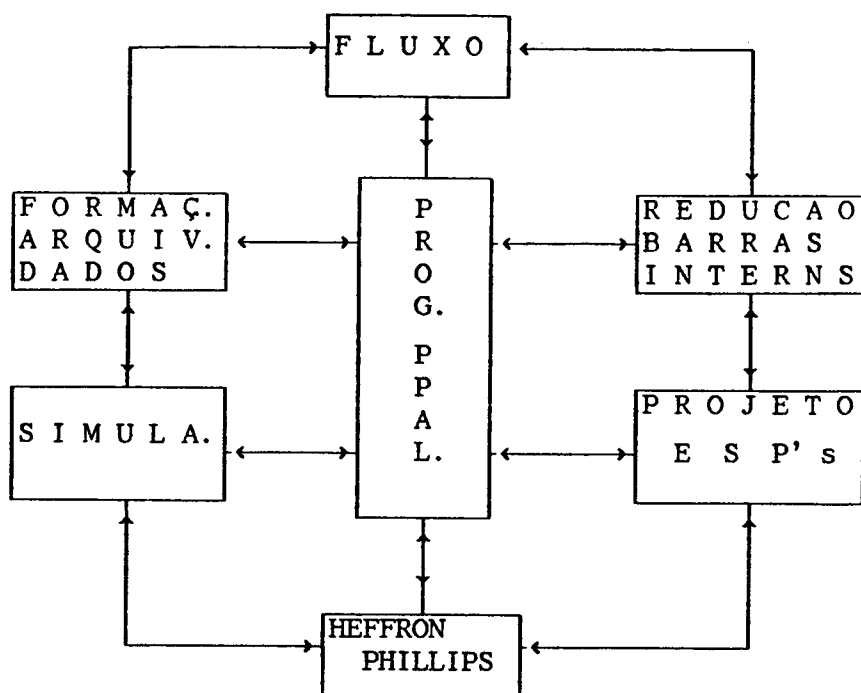 F L U X O
F O R M A Ç.
A R Q U I V.
D A D O S
P
R
O
G.
P
P
A
L.
R E D U C A O
B A R R A S
I N T E R N S
S I M U L A.
P R O J E T O
E S P's
HEFFRON
PHILLIPS